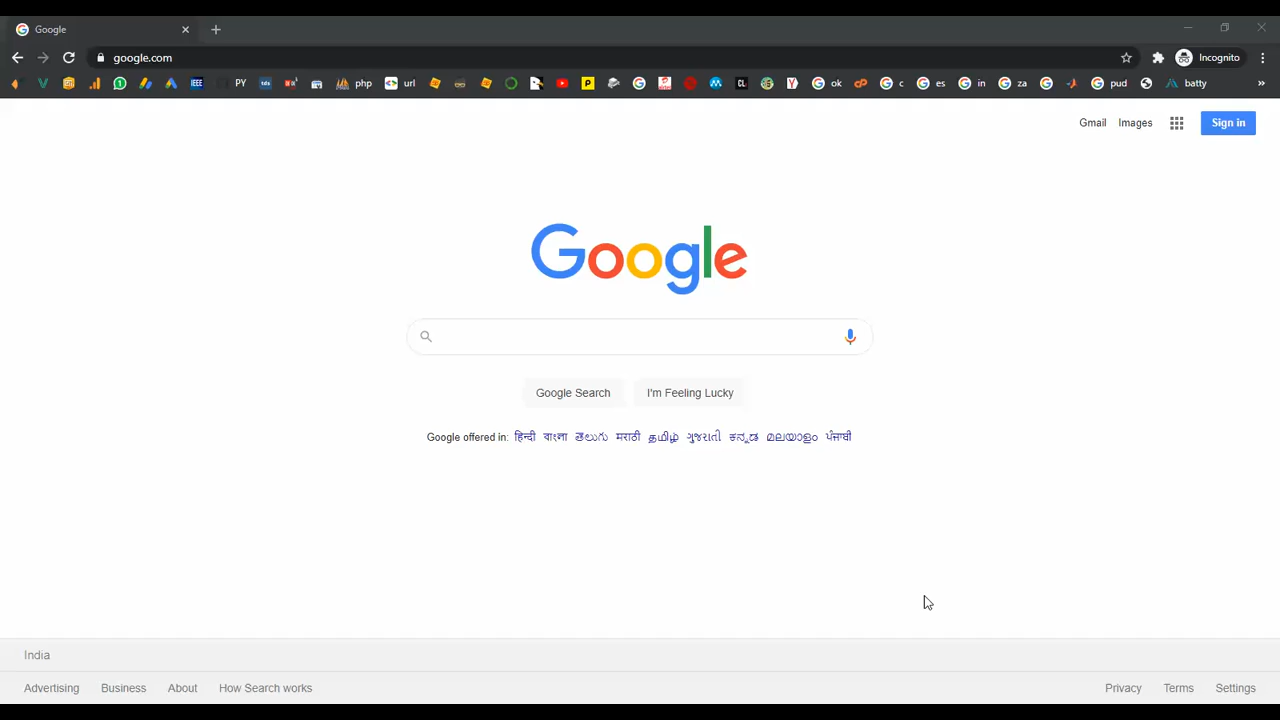 Google
google.com
Incognito
PY php url ok c es in za pud batty
Gmail Images Sign in
Google
Google Search I'm Feeling Lucky
Google offered in: हिन्दी বাংলা తెలుగు मराठी தமிழ் ગુજરાતી ಕನ್ನಡ മലയാളം ਪੰਜਾਬੀ
India
Advertising Business About How Search works Privacy Terms Settings